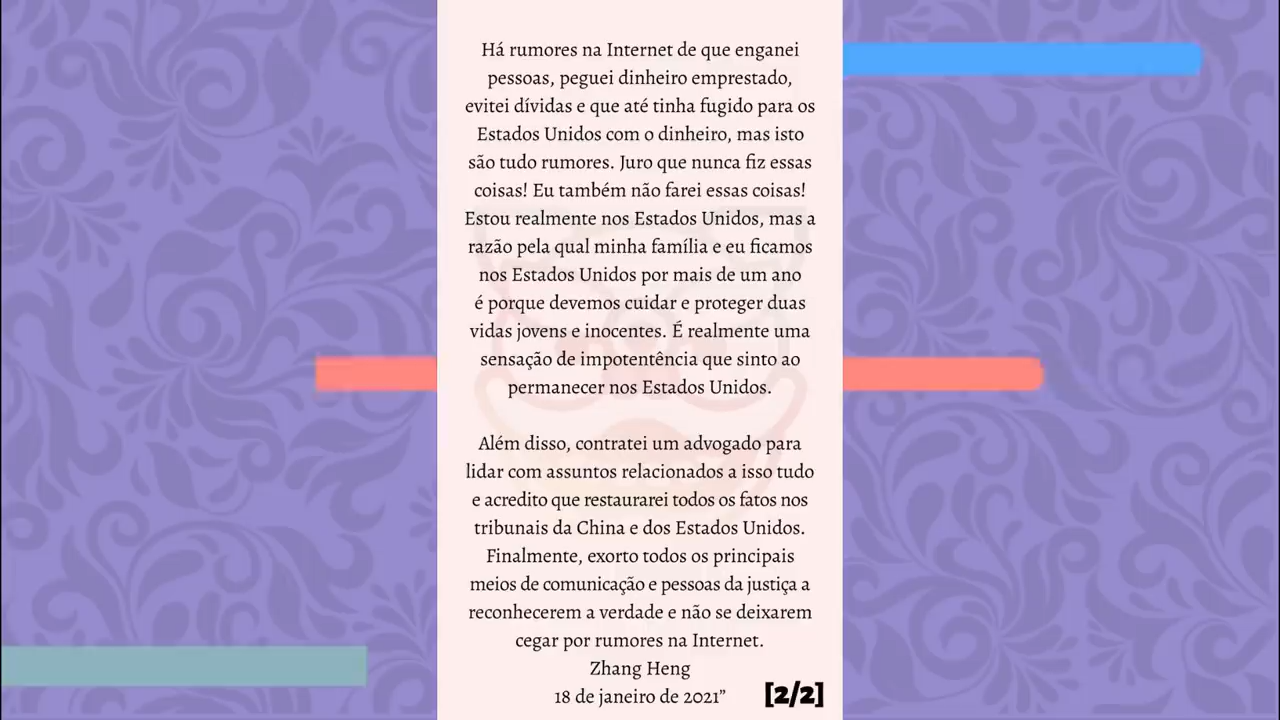 Há rumores na Internet de que enganei
pessoas, peguei dinheiro emprestado,
evitei dívidas e que até tinha fugido para os
Estados Unidos com o dinheiro, mas isto
são tudo rumores. Juro que nunca fiz essas
coisas! Eu também não farei essas coisas!
Estou realmente nos Estados Unidos, mas a
razão pela qual minha família e eu ficamos
nos Estados Unidos por mais de um ano
é porque devemos cuidar e proteger duas
vidas jovens e inocentes. É realmente uma
sensação de impotentência que sinto ao
permanecer nos Estados Unidos.
Além disso, contratei um advogado para
lidar com assuntos relacionados a isso tudo
e acredito que restaurarei todos os fatos nos
tribunais da China e dos Estados Unidos.
Finalmente, exorto todos os principais
meios de comunicação e pessoas da justiça a
reconhecerem a verdade e não se deixarem
cegar por rumores na Internet.
Zhang Heng
18 de janeiro de 2021”
[2/2]